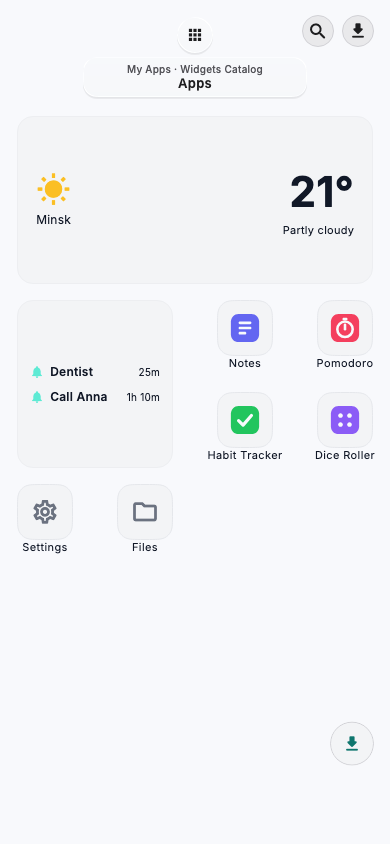 My Apps · Widgets Catalog
Apps
Minsk
21°
Partly cloudy
Dentist 25m
Call Anna 1h 10m
Notes
Pomodoro
Habit Tracker
Dice Roller
Settings
Files